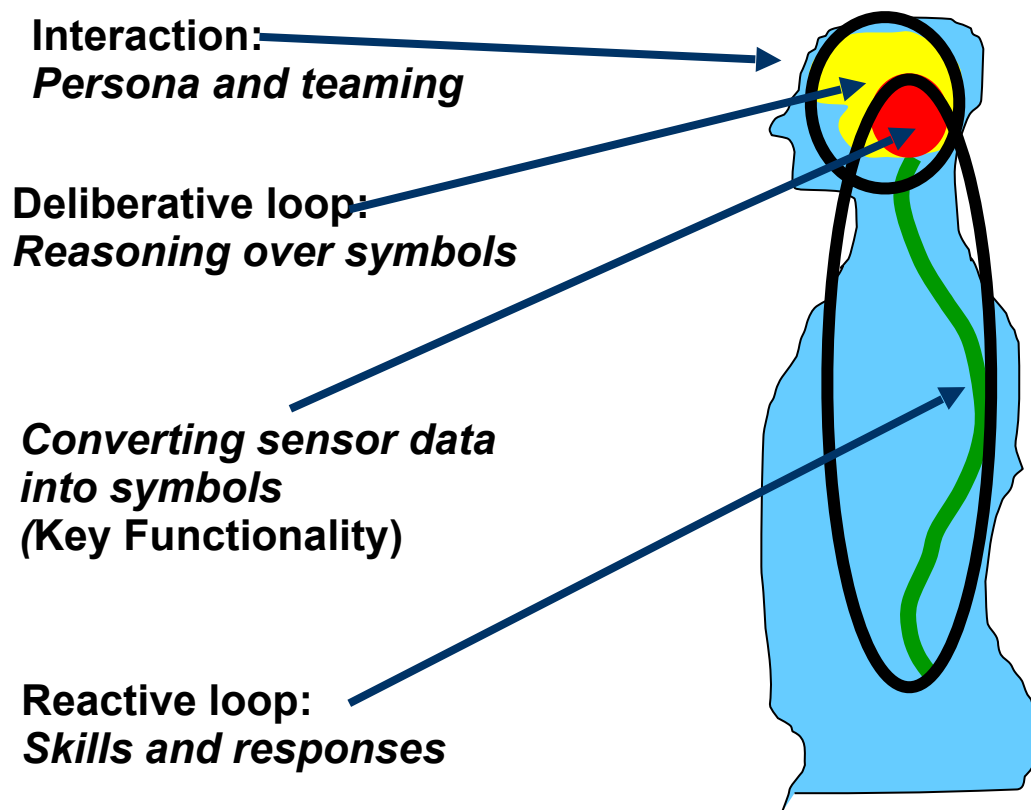 Interaction:
Persona and teaming
Deliberative loop:
Reasoning over symbols
Converting sensor data
into symbols
(Key Functionality)
Reactive loop:
Skills and responses